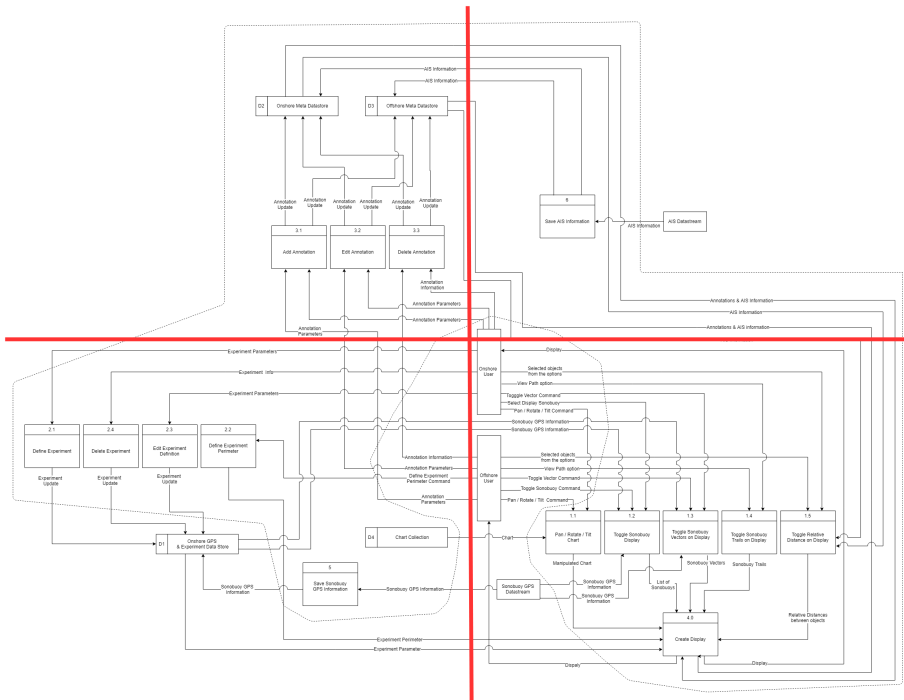 AIS Information
AIS Information
D2
Onshore Meta Datastore
D3
Offshore Meta Datastore
Annotation
Update
Annotation
Update
Annotation
Update
Annotation
Update
Annotation
Update
Annotation
Update
6
Save AIS Information
AIS Information
AIS Datastream
3.1
Add Annotation
3.2
Edit Annotation
3.3
Delete Annotation
Annotation
Information
Annotation Parameters
Annotation Parameters
Annotation
Parameters
Annotations & AIS Information
AIS Information
Annotations & AIS Information
Experiment Parameters
Display
Onshore
User
Experiment Info
Selected objects
from the options
View Path option
Experiment Parameters
Togggle Vector Command
Select Display Sonobuoy
Pan / Rotate / Tilt Command
Sonobuoy GPS Information
Sonobuoy GPS Information
2.1
Define Experiment
2.4
Delete Experiment
2.3
Edit Experiment
Definition
2.2
Define Experiment
Perimeter
Annotation Information
Annotation Parameters
Define Experiment
Perimeter Command
Annotation
Parameters
Offshore
User
Selected objects
from the options
View Path option
Toggle Vector Command
Toggle Sonobuoy Command
Pan / Rotate / Tilt Command
Experiment
Update
Experiment
Update
Experiment
Update
1.1
Pan / Rotate / Tilt
Chart
1.2
Toggle Sonobuoy
Display
1.3
Toggle Sonobuoy
Vectors on Display
1.4
Toggle Sonobuoy
Trails on Display
1.5
Toggle Relative
Distance on Display
D1
Onshore GPS
& Experiment Data Store
D4
Chart Collection
Chart
Manipulated Chart
Sonobuoy Vectors
Sonobuoy Trails
Save Sonobuoy
GPS Information
Sonobuoy GPS
Information
Sonobuoy GPS Information
Sonobuoy GPS
Datastream
Sonobuoy GPS
Information
Sonobuoy GPS
Information
List of
Sonobuoys
4.0
Create Display
Relative Distances
between objects
Experiment Perimeter
Experiment Parameter
Display
Display